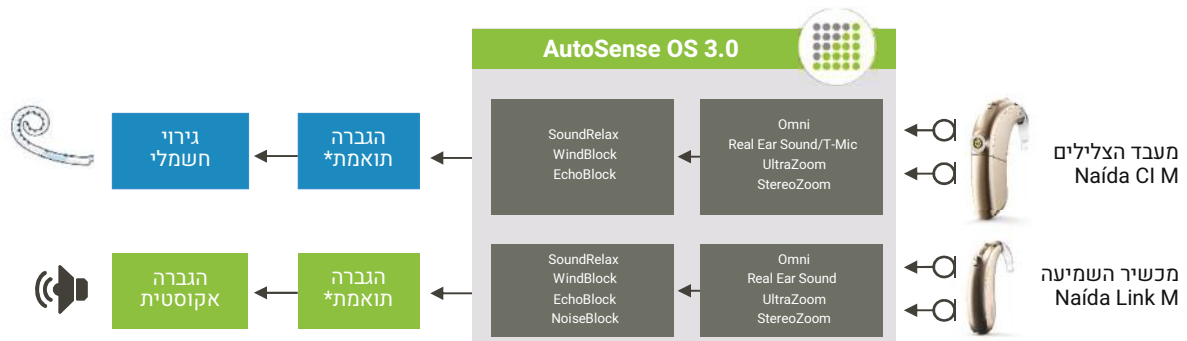 AutoSense OS 3.0
מעבד הצלילים
Naída CI M
Omni
Real Ear Sound/T-Mic
UltraZoom
StereoZoom
SoundRelax
WindBlock
EchoBlock
הגברה
תואמת*
גירוי
חשמלי
מכשיר השמיעה
Naída Link M
Omni
Real Ear Sound
UltraZoom
StereoZoom
SoundRelax
WindBlock
EchoBlock
NoiseBlock
הגברה
תואמת*
הגברה
אקוסטית